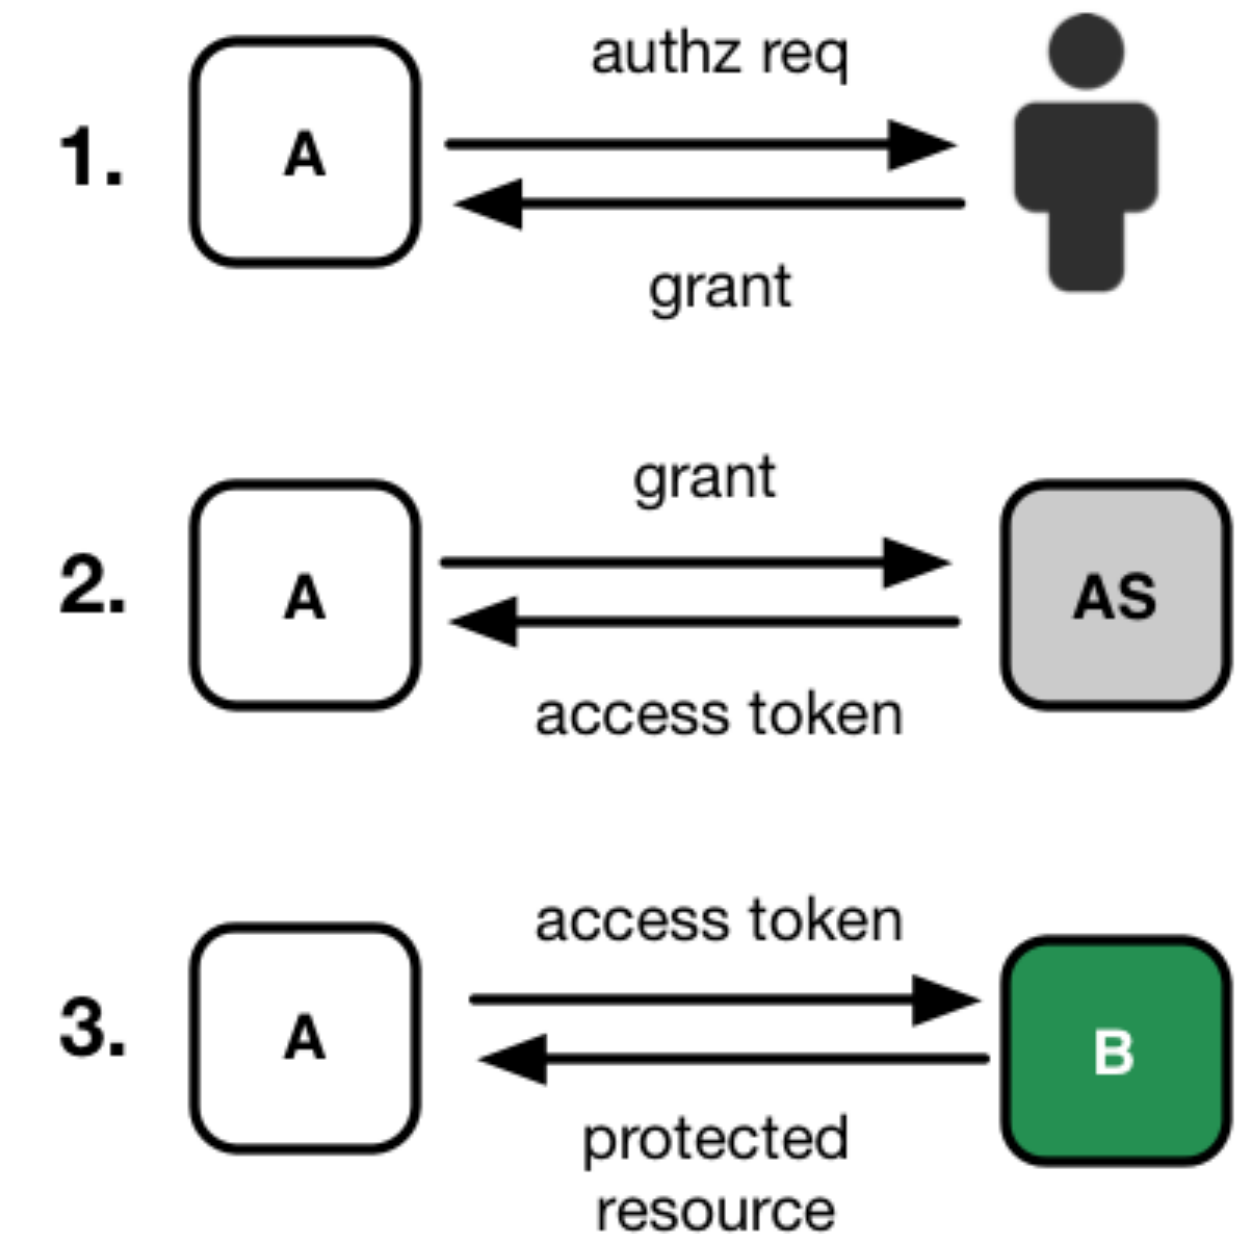 authz req
1.
A
grant
grant
2.
A
AS
access token
access token
3.
A
B
protected
resource